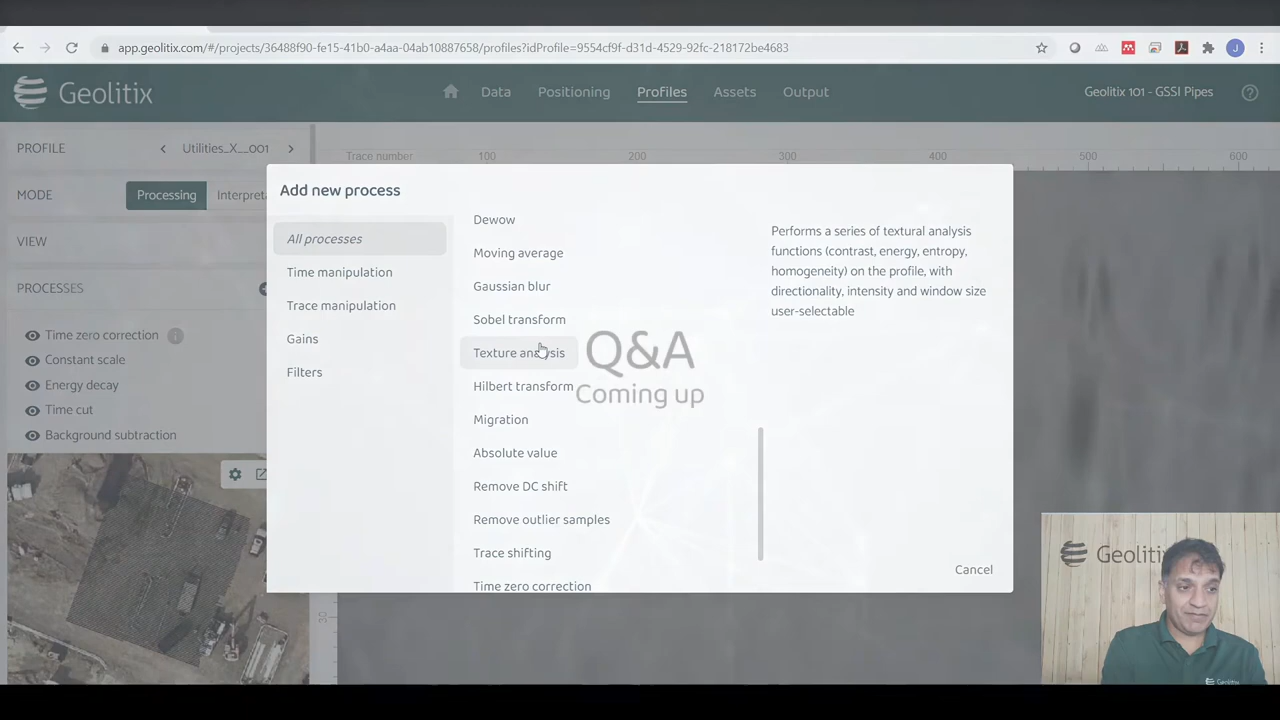 app.geolitix.com/#/projects/36488f90-fe15-41b0-a4aa-04ab10887658/profiles?idProfile=9554cf9f-d31d-4529-92fc-218172be4683
J
Geolitix
Data
Positioning
Profiles
Assets
Output
Geolitix 101 - GSSI Pipes
PROFILE
Utilities_X__001
Trace number
100
200
300
400
500
600
MODE
Processing
VIEW
PROCESSES
Time zero correction
Constant scale
Energy decay
Time cut
Background subtraction
Add new process
All processes
Time manipulation
Trace manipulation
Gains
Filters
Dewow
Moving average
Gaussian blur
Sobel transform
Texture analysis
Hilbert transform
Migration
Absolute value
Remove DC shift
Remove outlier samples
Trace shifting
Time zero correction
Performs a series of textural analysis
functions (contrast, energy, entropy,
homogeneity) on the profile, with
directionality, intensity and window size
user-selectable
Cancel
Q&A
Coming up
30
Geolitix